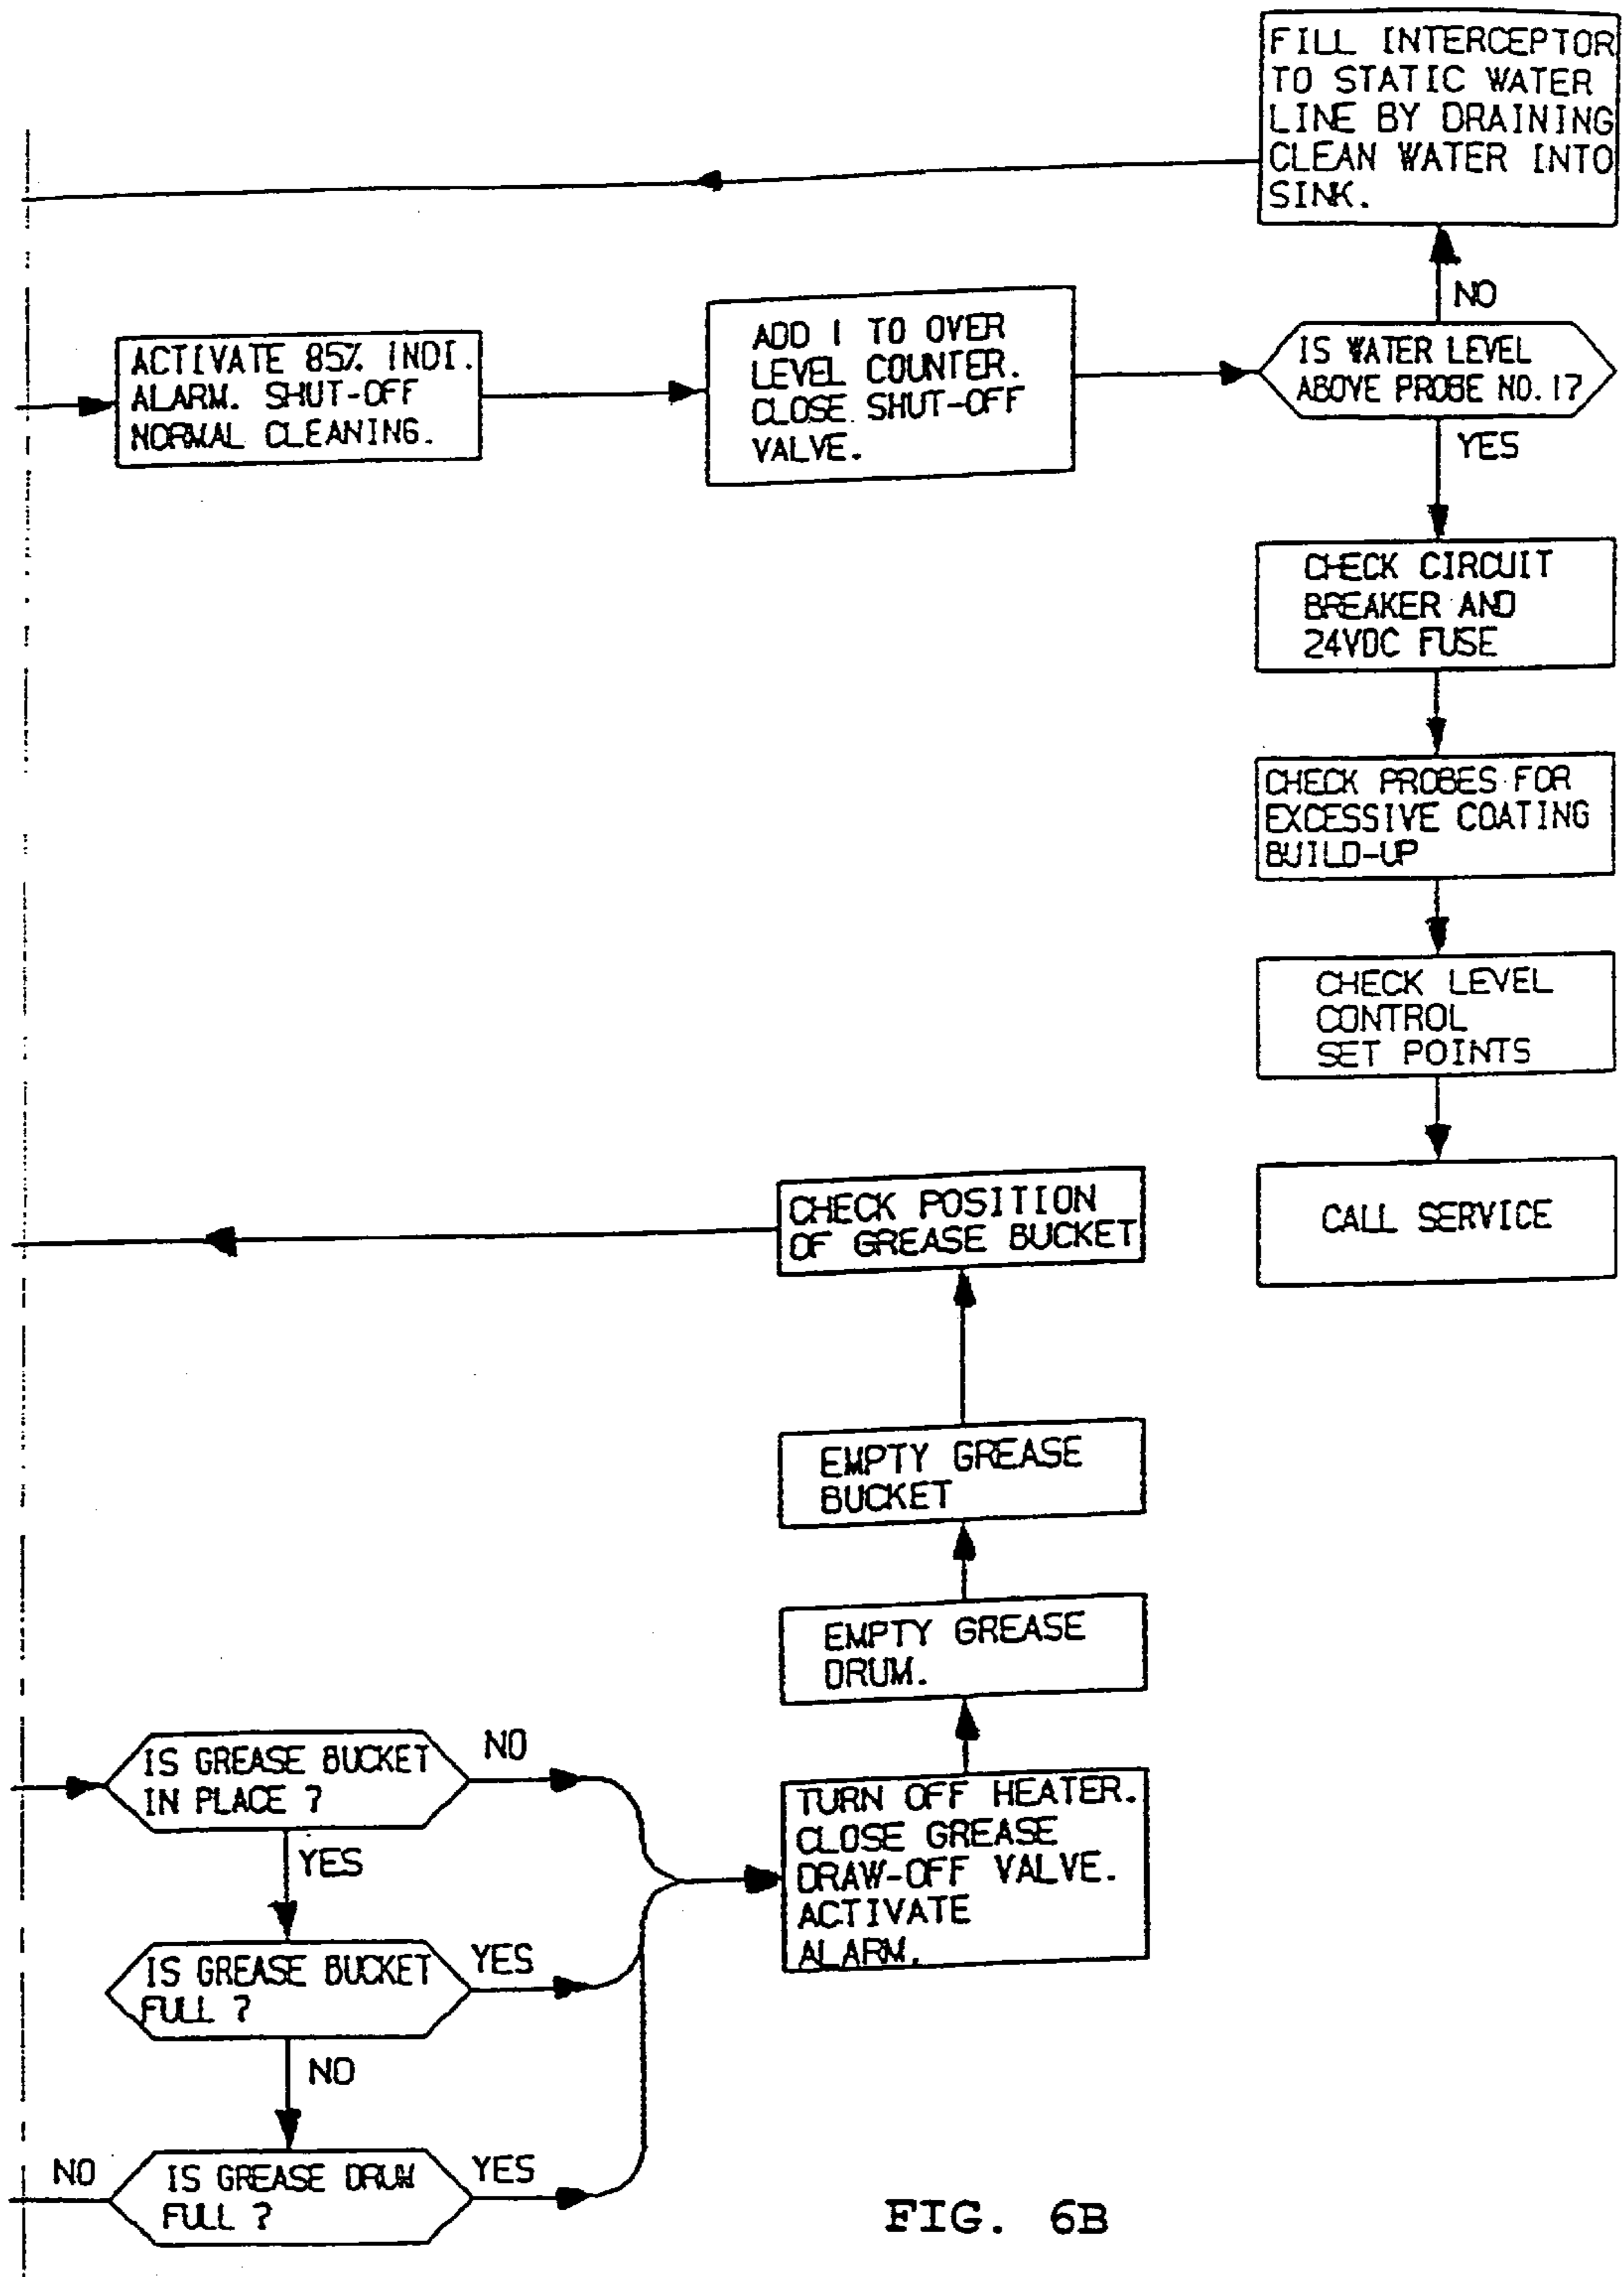 FILL INTERCEPTOR
TO STATIC WATER
LINE BY DRAINING
CLEAN WATER INTO
SINK.
NO
ACTIVATE 85% INDI.
ALARM. SHUT-OFF
NORMAL CLEANING.
ADD 1 TO OVER
LEVEL COUNTER.
CLOSE SHUT-OFF
VALVE.
IS WATER LEVEL
ABOVE PROBE NO. 1?
YES
CHECK CIRCUIT
BREAKER AND
24VDC FUSE
CHECK PROBES FOR
EXCESSIVE COATING
BUILD-UP
CHECK LEVEL
CONTROL
SET POINTS
CALL SERVICE
CHECK POSITION
OF GREASE BUCKET
EMPTY GREASE
BUCKET
EMPTY GREASE
DRUM.
IS GREASE BUCKET
IN PLACE ?
NO
YES
TURN OFF HEATER.
CLOSE GREASE
DRAW-OFF VALVE.
ACTIVATE
ALARM.
IS GREASE BUCKET
FULL ?
YES
NO
NO
IS GREASE DRUM
FULL ?
YES
FIG. 6B